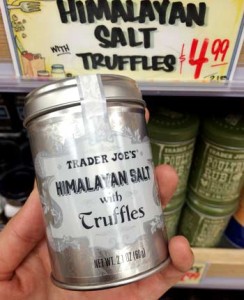 HIMALAYAN
SALT
WITH
TRUFFLES $4.99
TRADER JOE'S
HIMALAYAN SALT
with
Truffles
NET WT. 2.1 OZ (60g)